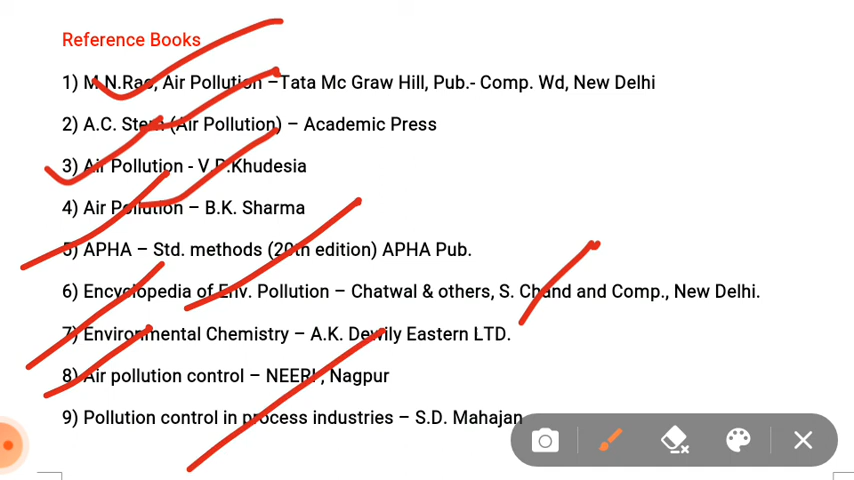 Reference Books
1) M.N.Rao, Air Pollution –Tata Mc Graw Hill, Pub.- Comp. Wd, New Delhi
2) A.C. Stern (Air Pollution) – Academic Press
3) Air Pollution - V.P.Khudesia
4) Air Pollution – B.K. Sharma
5) APHA – Std. methods (20th edition) APHA Pub.
6) Encyclopedia of Env. Pollution – Chatwal & others, S. Chand and Comp., New Delhi.
7) Environmental Chemistry – A.K. Dewily Eastern LTD.
8) Air pollution control – NEERI , Nagpur
9) Pollution control in process industries – S.D. Mahajan